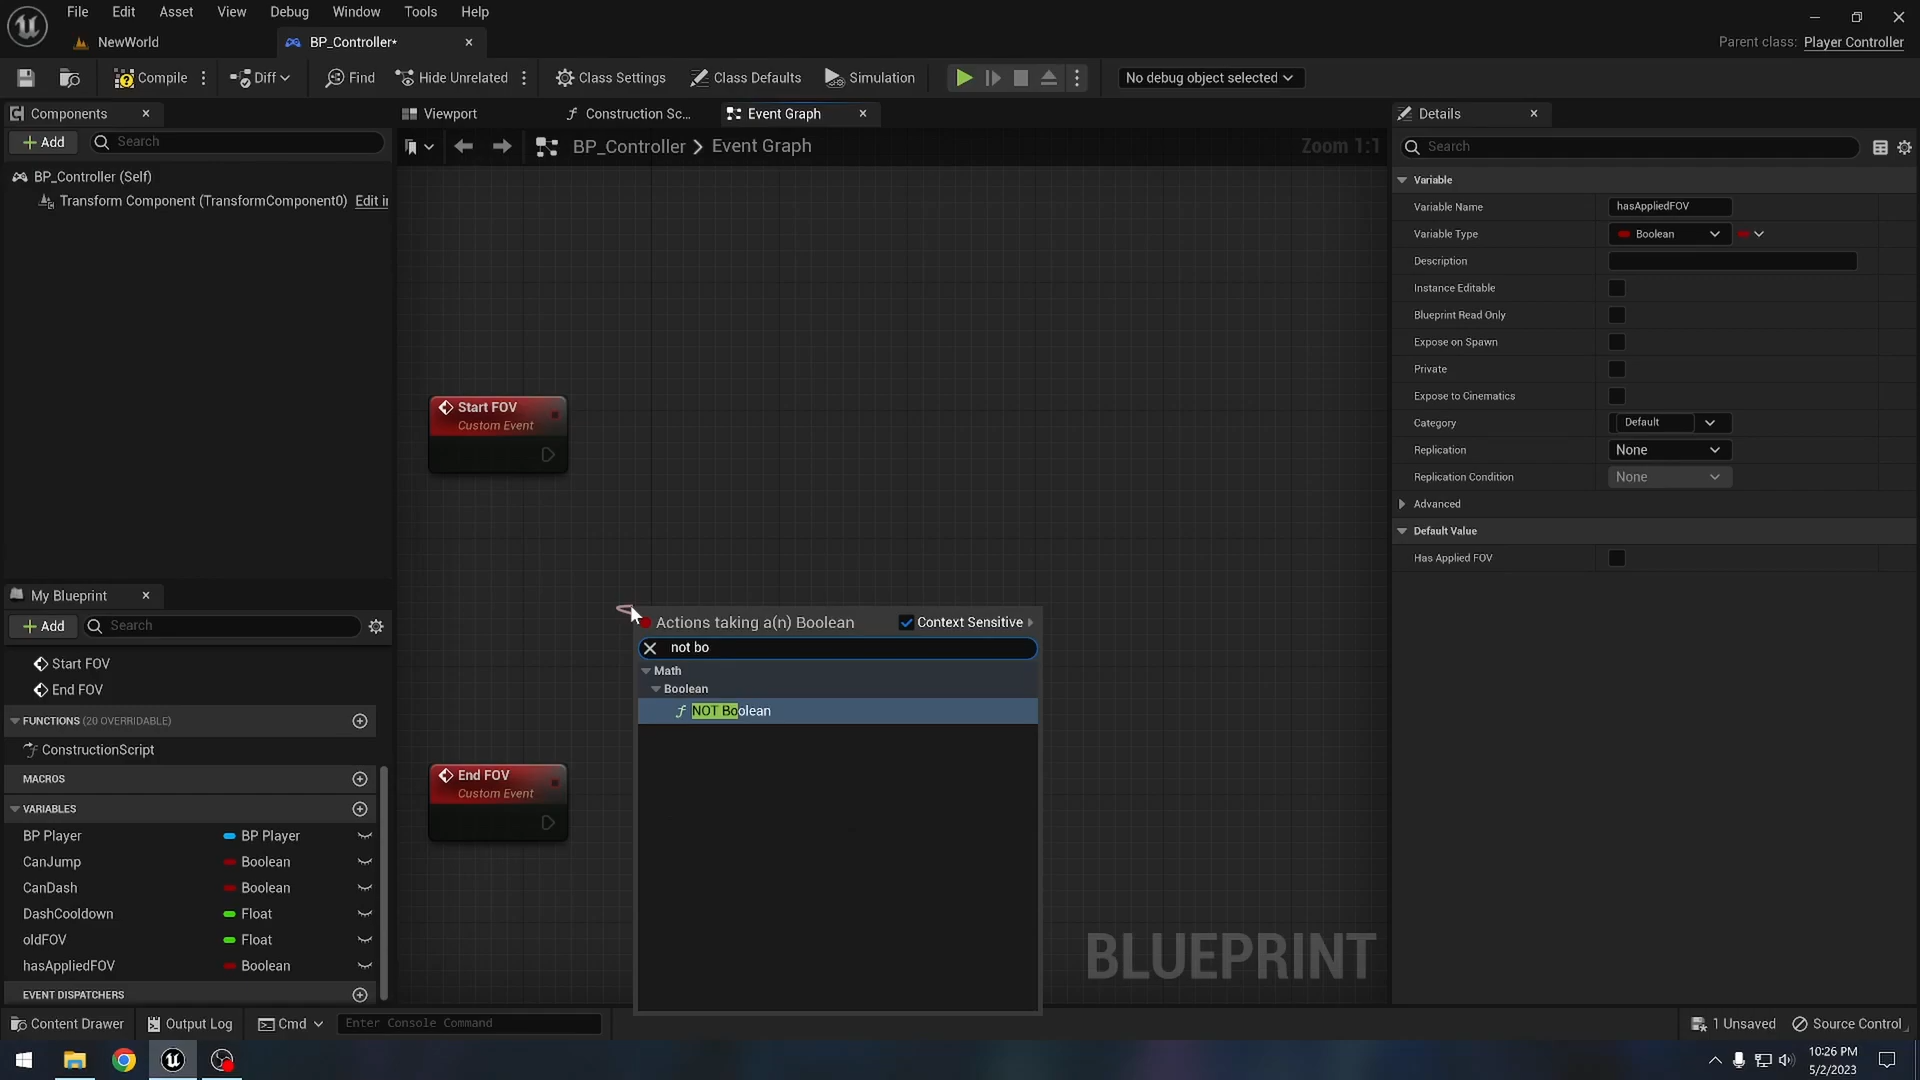 File Edit Asset View Debug Window Tools Help
NewWorld BP_Controller* Parent class: Player Controller
Compile Diff Find Hide Unrelated Class Settings Class Defaults Simulation No debug object selected
Components Viewport Construction Sc... Event Graph Details
Add Search BP_Controller > Event Graph Zoom 1:1 Search
BP_Controller (Self)
Transform Component (TransformComponent0) Edit in
Variable
Variable Name hasAppliedFOV
Variable Type Boolean
Description
Instance Editable
Blueprint Read Only
Expose on Spawn
Private
Expose to Cinematics
Category Default
Replication None
Replication Condition None
Advanced
Default Value
Has Applied FOV
Start FOV
Custom Event
Actions taking a(n) Boolean Context Sensitive
not bo
Math
Boolean
NOT Boolean
End FOV
Custom Event
BLUEPRINT
My Blueprint
Add Search
Start FOV
End FOV
FUNCTIONS (20 OVERRIDABLE)
ConstructionScript
MACROS
VARIABLES
BP Player BP Player
CanJump Boolean
CanDash Boolean
DashCooldown Float
oldFOV Float
hasAppliedFOV Boolean
EVENT DISPATCHERS
Content Drawer Output Log Cmd Enter Console Command 1 Unsaved Source Control
10:26 PM
5/2/2023